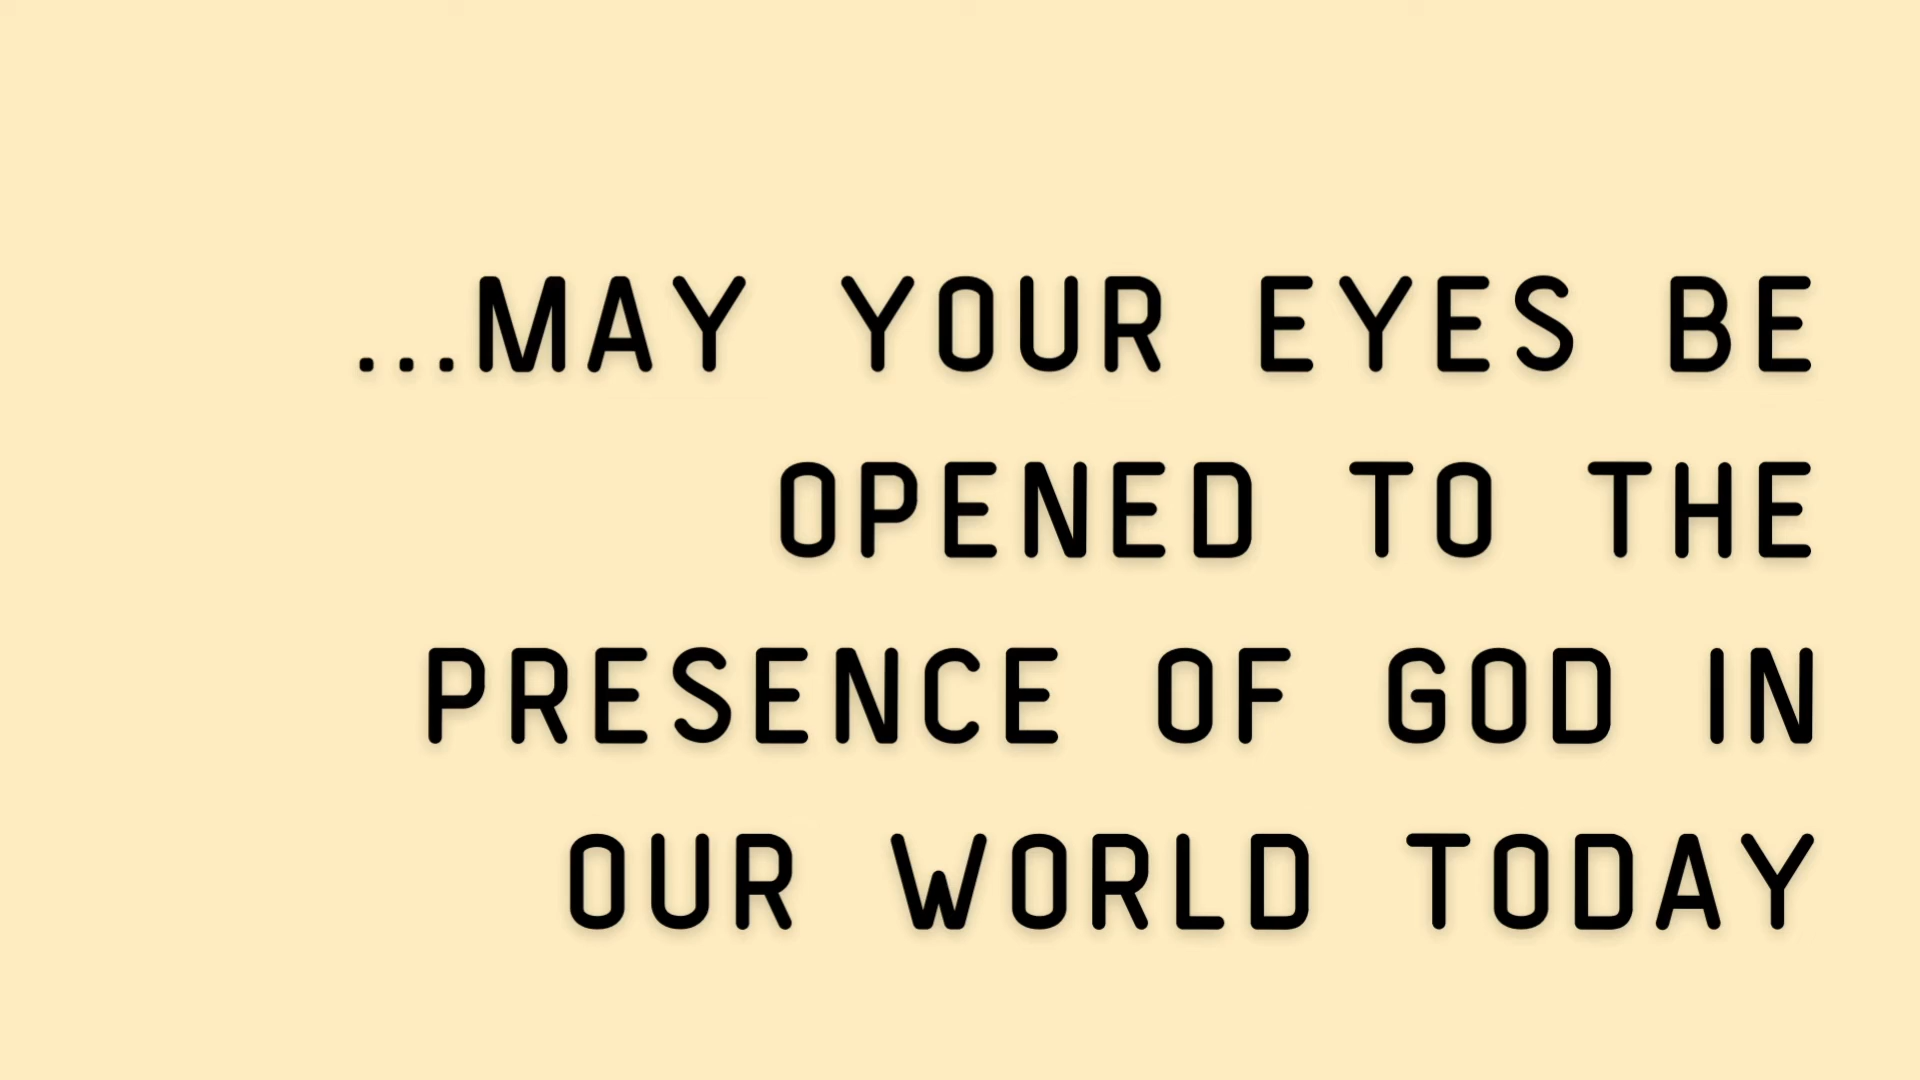 ...MAY YOUR EYES BE
OPENED TO THE
PRESENCE OF GOD IN
OUR WORLD TODAY